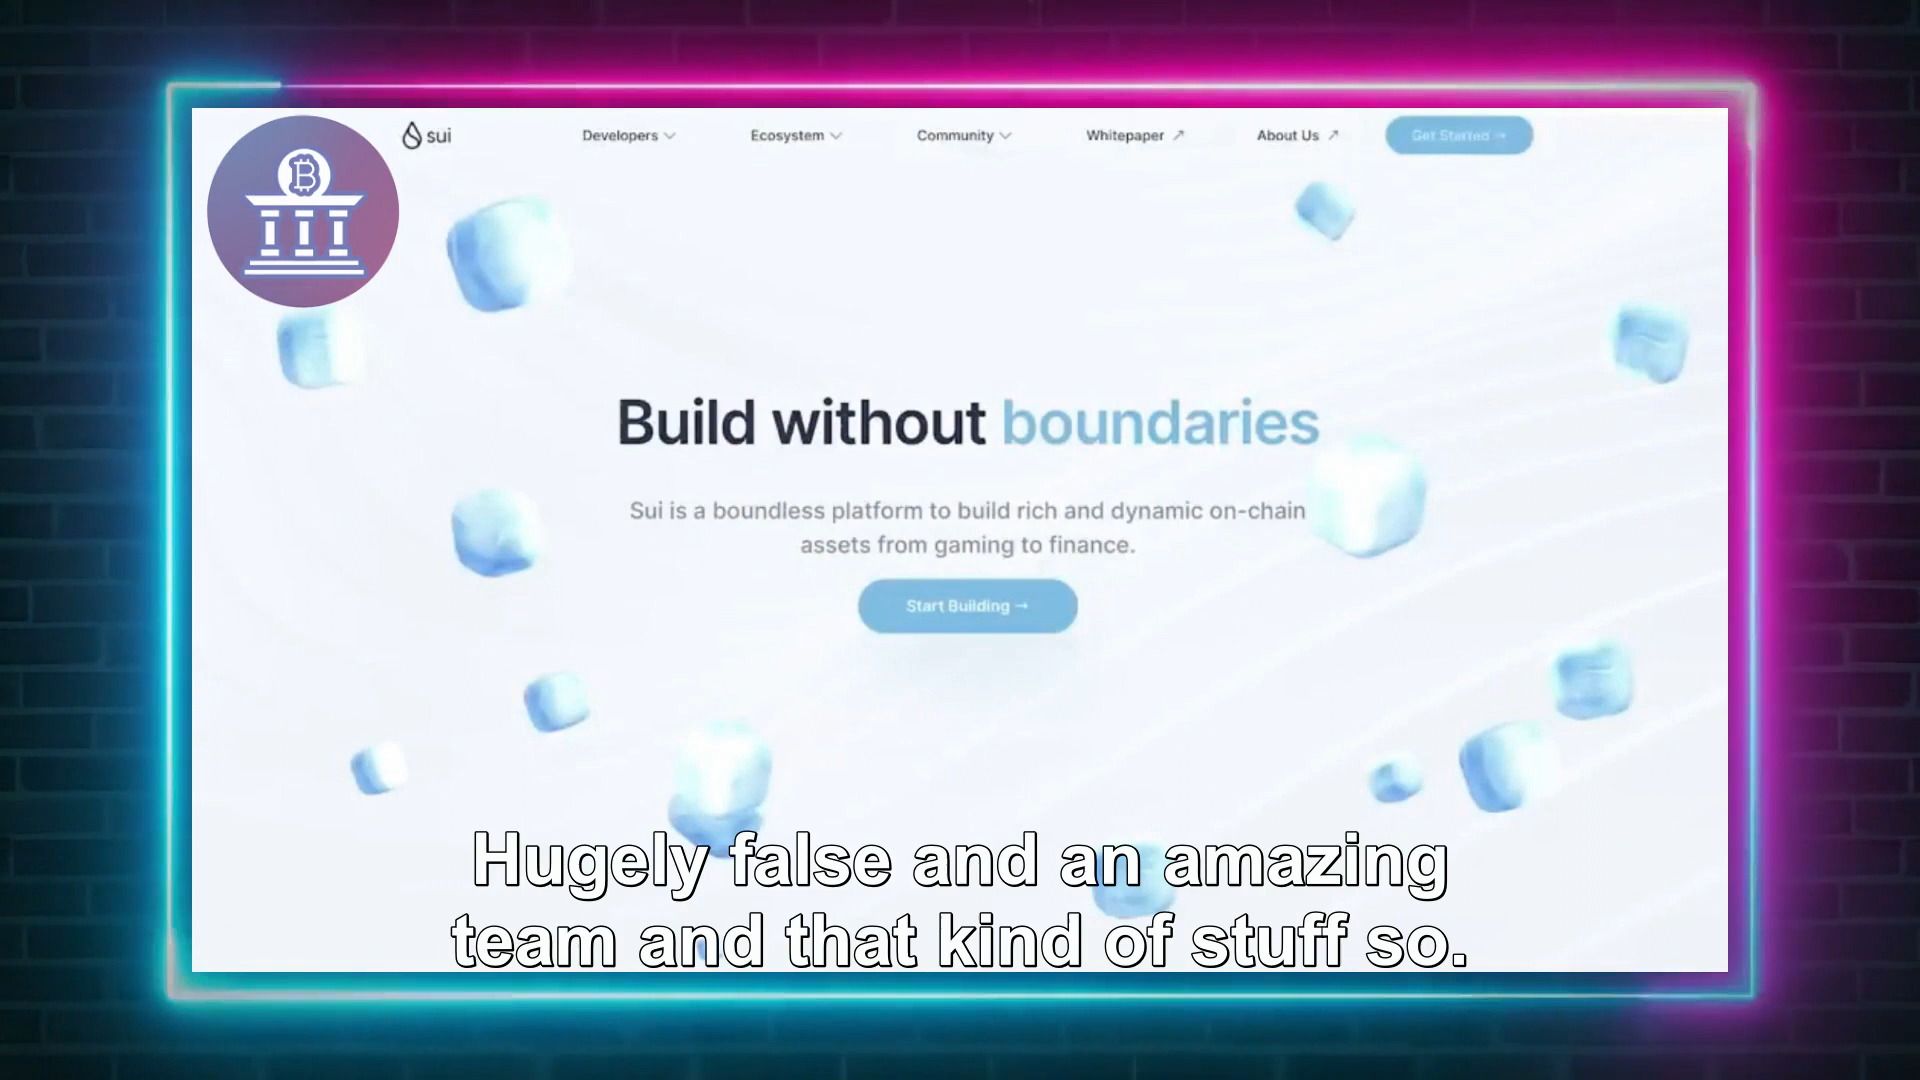 sui
Developers
Ecosystem
Community
Whitepaper ↗
About Us ↗
Get Started →
Build without boundaries
Sui is a boundless platform to build rich and dynamic on-chain
assets from gaming to finance.
Start Building →
Hugely false and an amazing
team and that kind of stuff so.